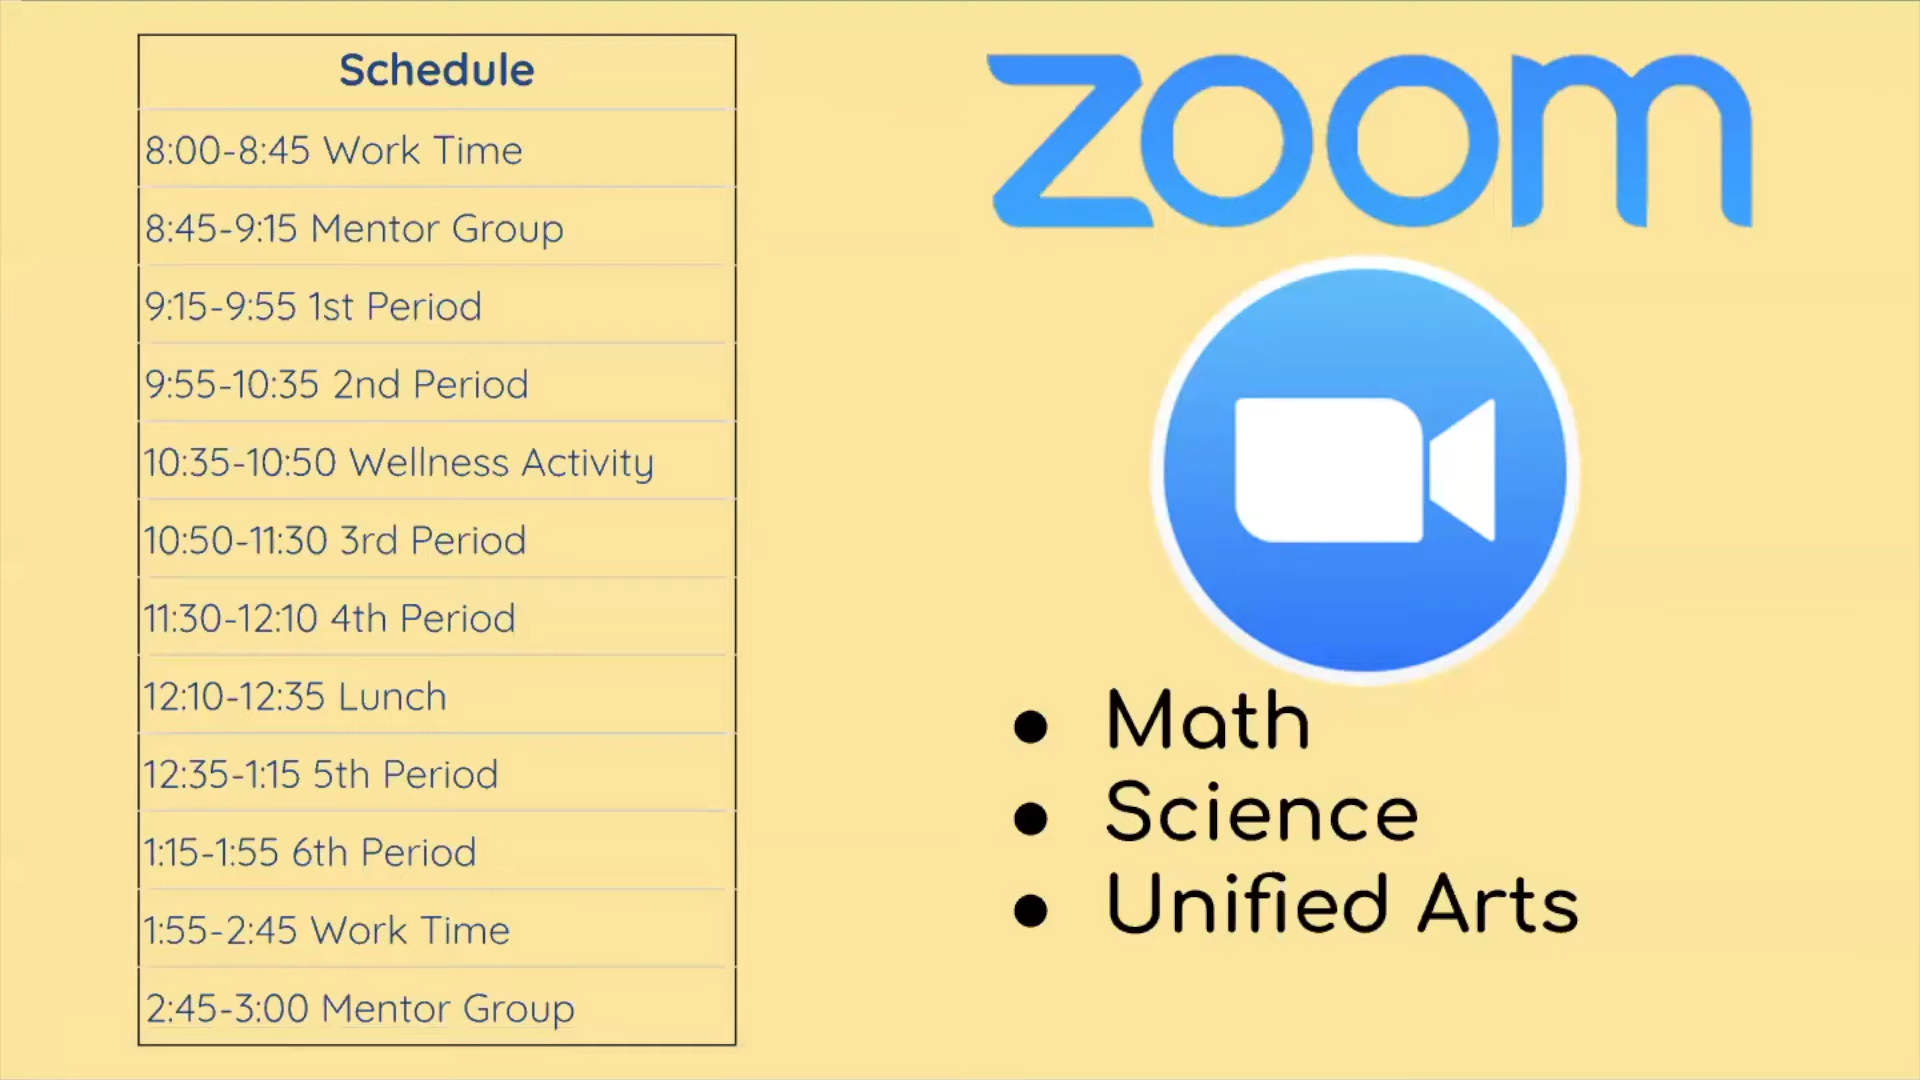 Schedule
8:00-8:45 Work Time
8:45-9:15 Mentor Group
9:15-9:55 1st Period
9:55-10:35 2nd Period
10:35-10:50 Wellness Activity
10:50-11:30 3rd Period
11:30-12:10 4th Period
12:10-12:35 Lunch
12:35-1:15 5th Period
1:15-1:55 6th Period
1:55-2:45 Work Time
2:45-3:00 Mentor Group
zoom
● Math
● Science
● Unified Arts